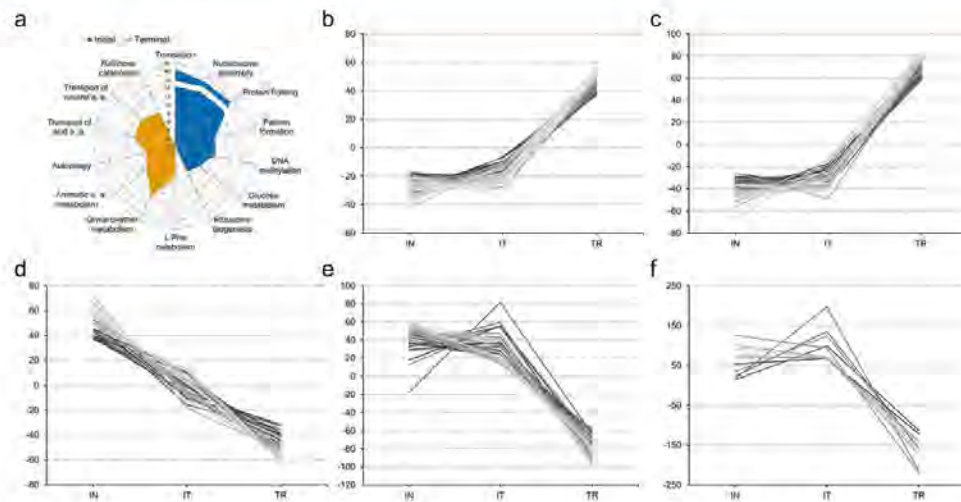 a
Initial Terminal
Translation
Nucleosome assembly
Protein folding
Pattern formation
DNA methylation
Glucose metabolism
Ribosome biogenesis
L-Phe metabolism
metabolism
Aromatic a. a. metabolism
Autophagy
Transport of acid a. a.
Transport of neutral a. a.
catabolism
b
80
60
40
20
0
-20
-40
-60
IN IT TR
c
100
80
60
40
20
0
-20
-40
-60
-80
IN IT TR
d
80
60
40
20
0
-20
-40
-60
-80
IN IT TR
e
100
80
60
40
20
0
-20
-40
-60
-80
-100
-120
IN IT TR
f
250
150
50
-50
-150
-250
IN IT TR